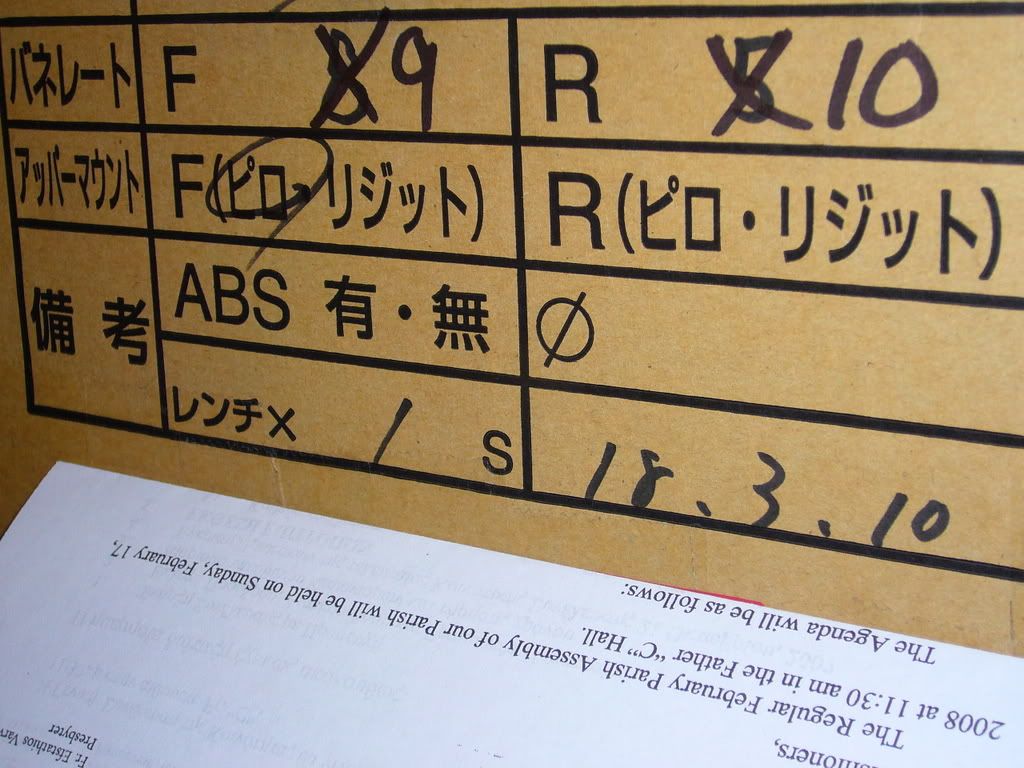 バネレート F 9 R 10
アッパーマウント F(ピロ・リジット) R(ピロ・リジット)
備考 ABS 有・無 ϕ
レンチ× 1 S 18.3.10
Fr. Efstathios
Presbyter
The Regular February Parish Assembly of our Parish will be held on Sunday, February 17,
2008 at 11:30 am in the Father “C” Hall.
The Agenda will be as follows: